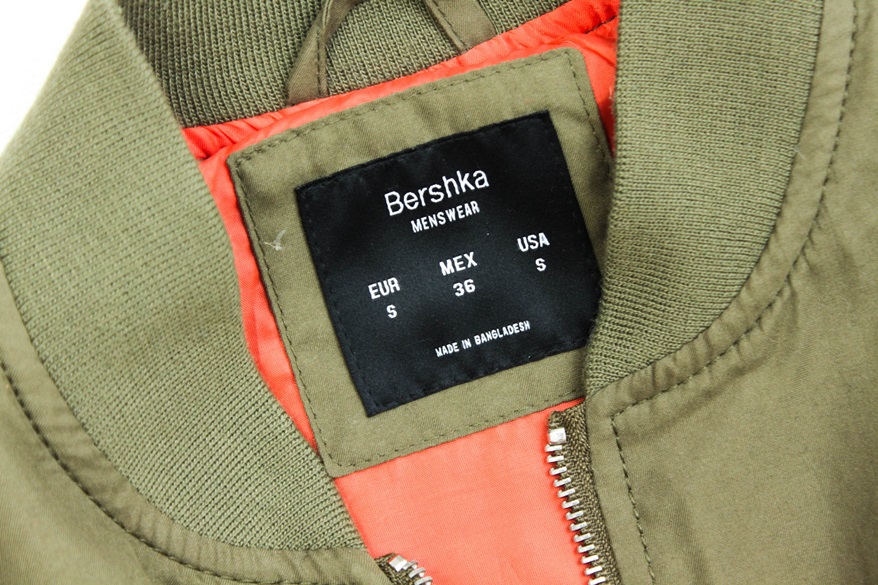 Bershka
MENSWEAR
EUR MEX USA
S 36 S
MADE IN BANGLADESH